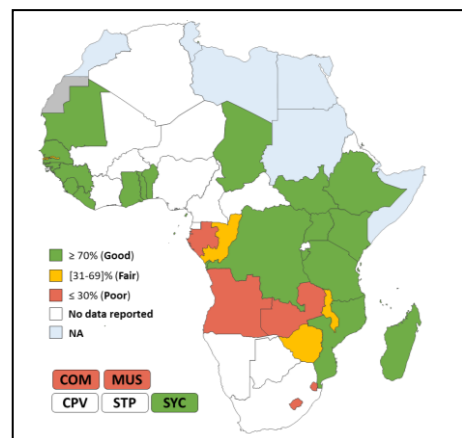 ≥ 70% (Good)
[31-69]% (Fair)
≤ 30% (Poor)
No data reported
NA
COM MUS
CPV STP SYC